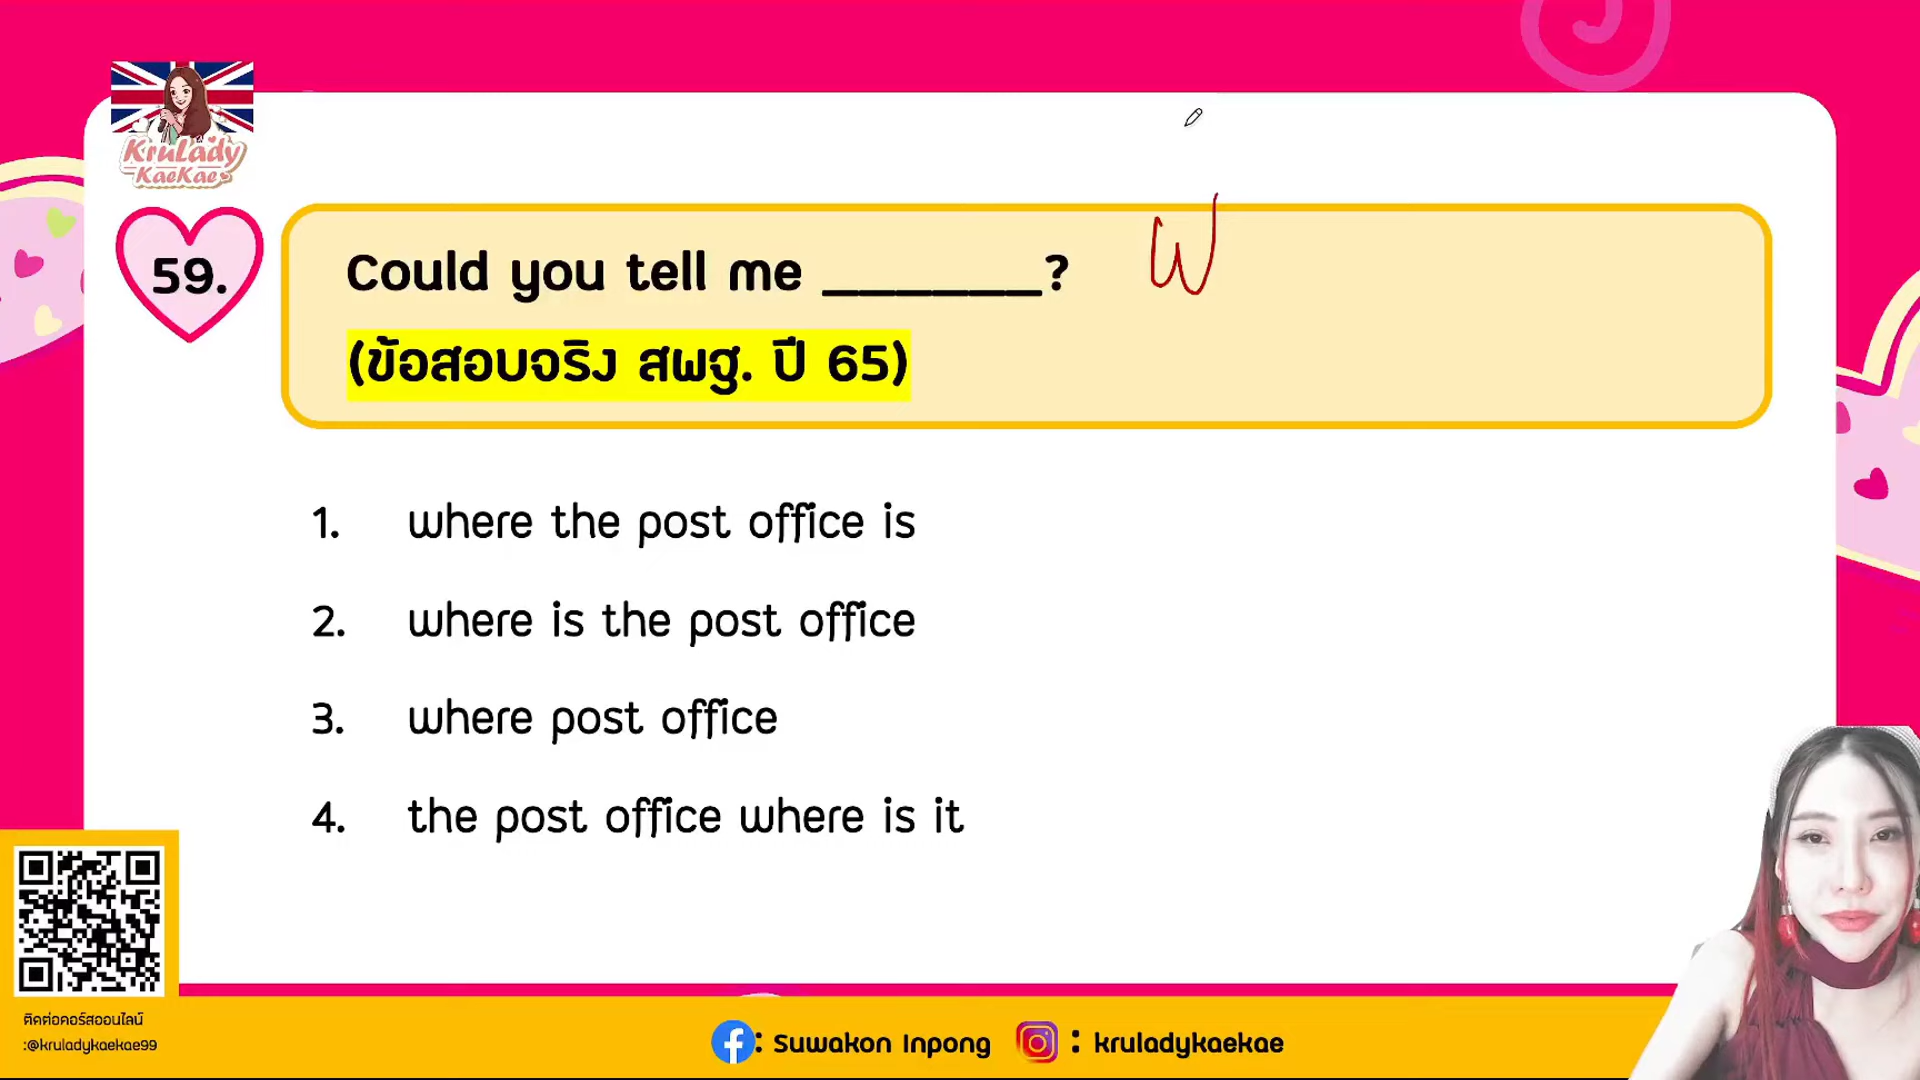 KruLady
KaeKae
59.
Could you tell me ______?
W
(ข้อสอบจริง สพฐ. ปี 65)
1. where the post office is
2. where is the post office
3. where post office
4. the post office where is it
ติดต่อคอร์สออนไลน์
:@kruladykaekae99
: Suwakon Inpong : kruladykaekae